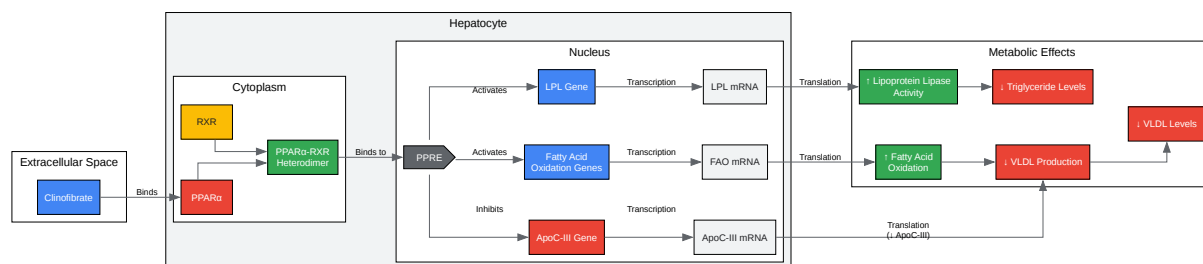 Hepatocyte
Nucleus
Metabolic Effects
Cytoplasm
Extracellular Space
Clinofibrate
Binds
RXR
PPARα
PPARα-RXR
Heterodimer
Binds to
PPRE
Activates
LPL Gene
Transcription
LPL mRNA
Translation
↑ Lipoprotein Lipase
Activity
↓ Triglyceride Levels
↓ VLDL Levels
Activates
Fatty Acid
Oxidation Genes
Transcription
FAO mRNA
Translation
↑ Fatty Acid
Oxidation
↓ VLDL Production
Inhibits
ApoC-III Gene
Transcription
ApoC-III mRNA
Translation
(↓ ApoC-III)